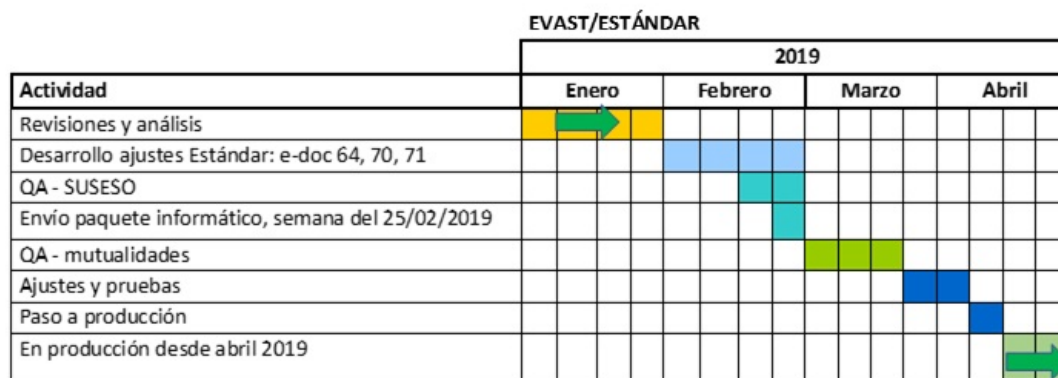 EVAST/ESTÁNDAR
2019
Actividad Enero Febrero Marzo Abril
Revisiones y análisis
Desarrollo ajustes Estándar: e-doc 64, 70, 71
QA - SUSESO
Envío paquete informático, semana del 25/02/2019
QA - mutualidades
Ajustes y pruebas
Paso a producción
En producción desde abril 2019